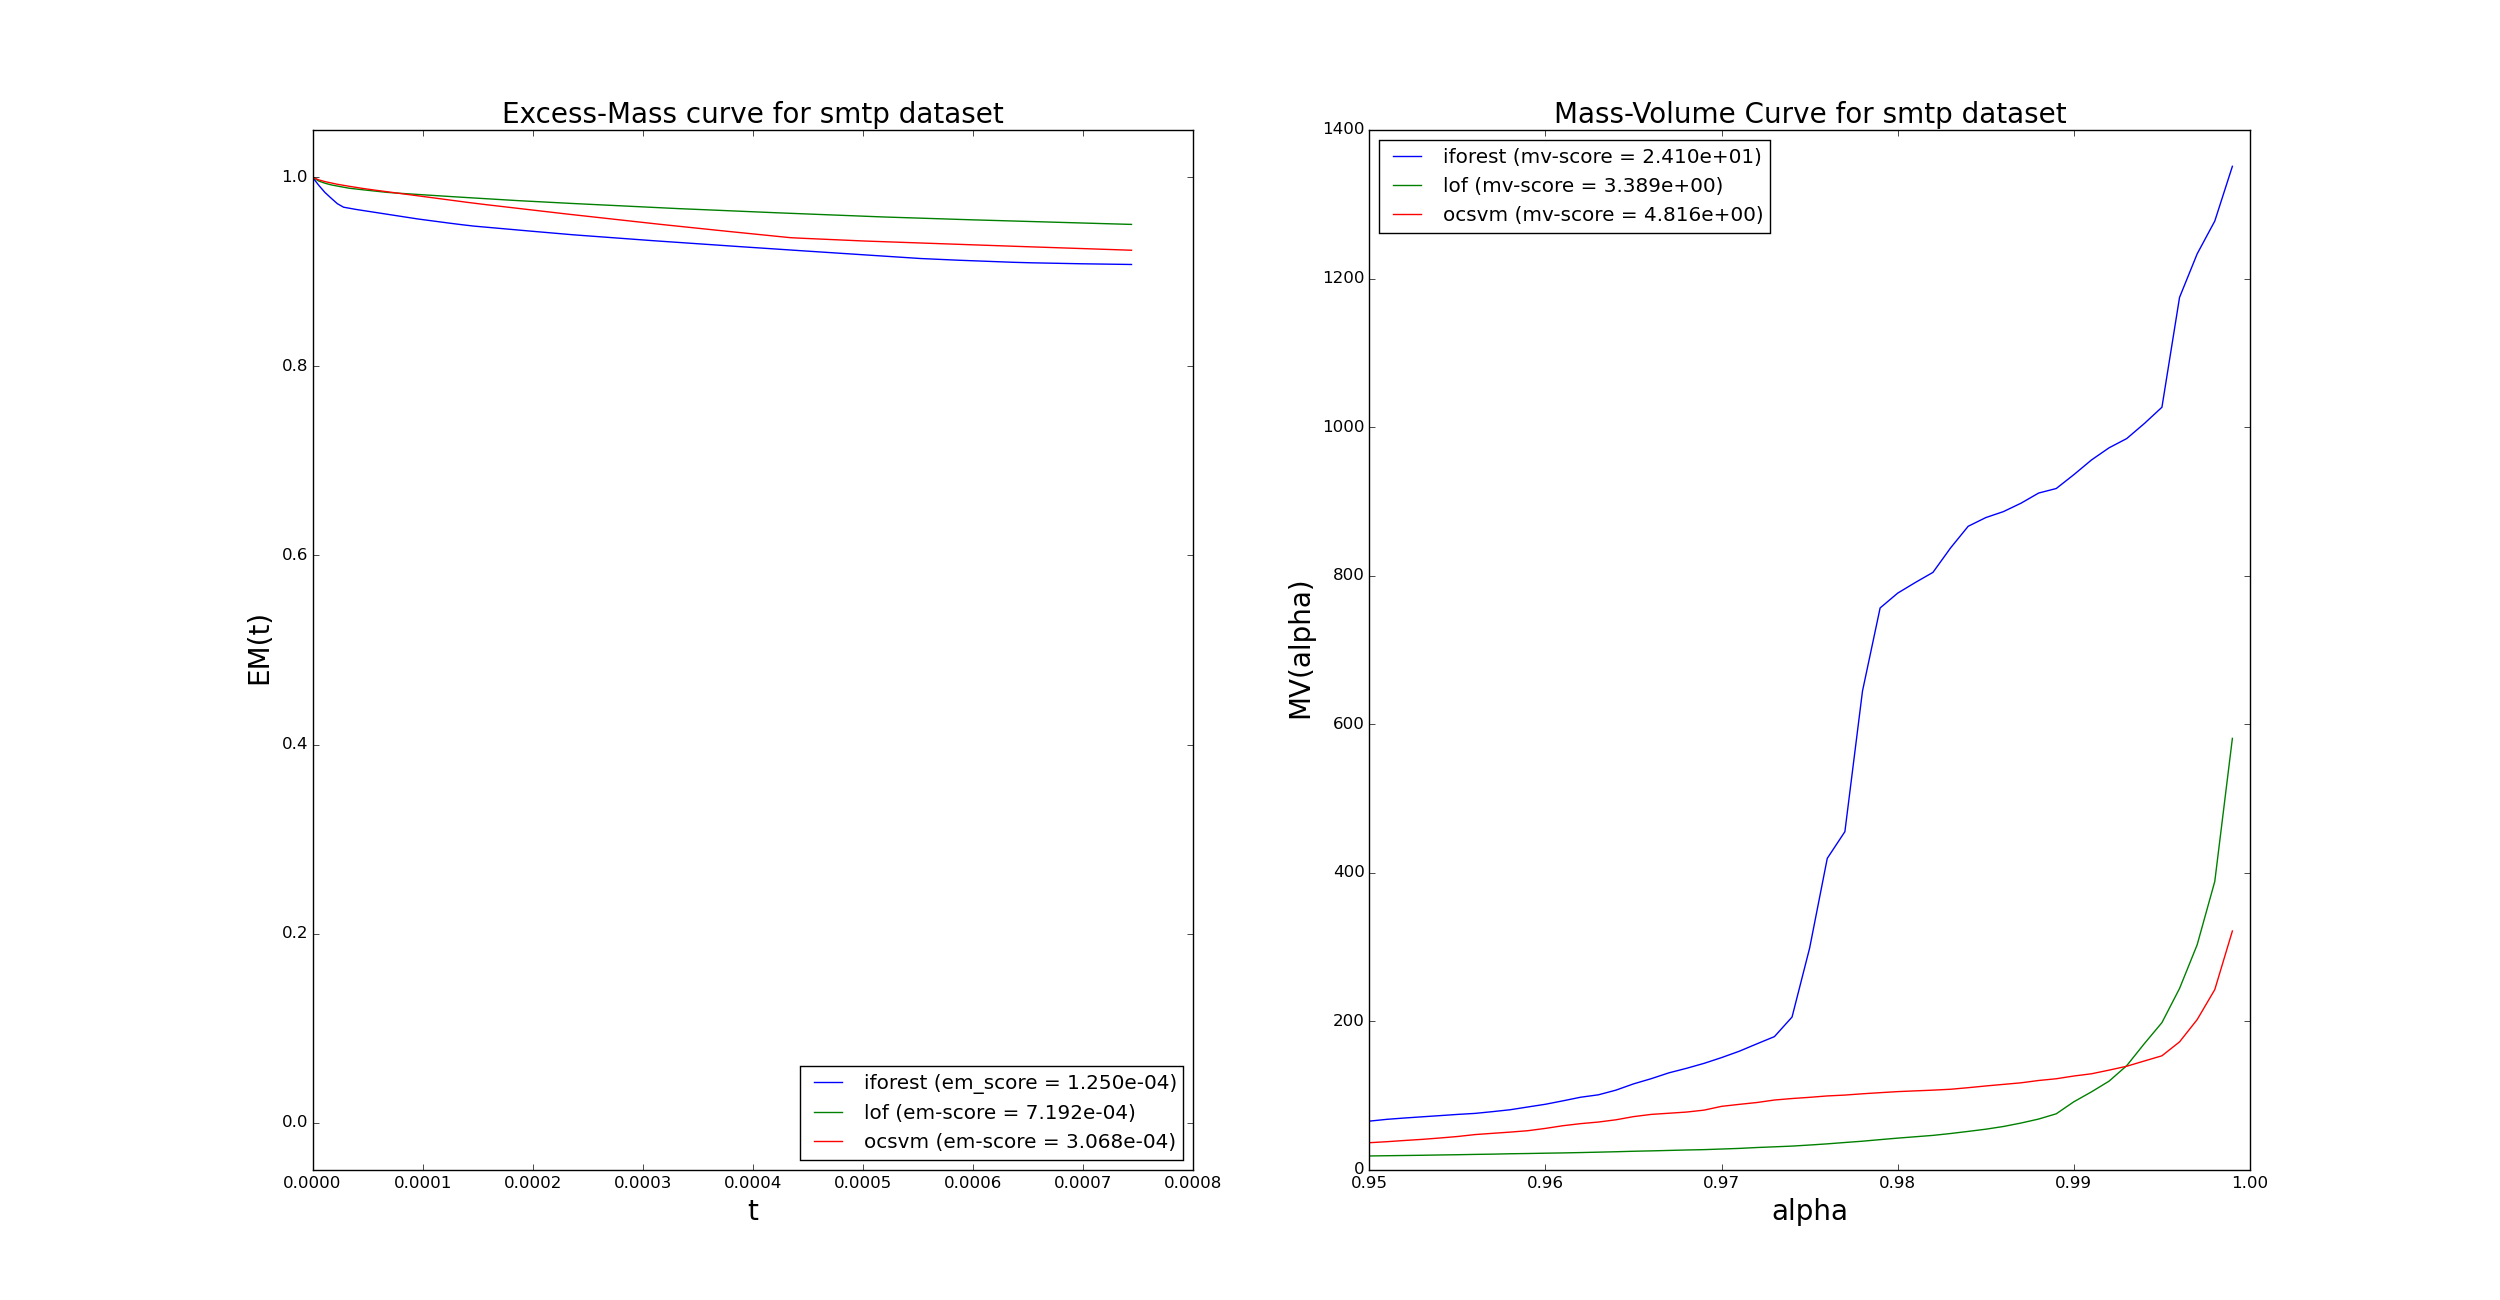 Excess-Mass curve for smtp dataset
EM(t)
1.0
0.8
0.6
0.4
0.2
0.0
iforest (em_score = 1.250e-04)
lof (em-score = 7.192e-04)
ocsvm (em-score = 3.068e-04)
0.0000 0.0001 0.0002 0.0003 0.0004 0.0005 0.0006 0.0007 0.0008
t
Mass-Volume Curve for smtp dataset
MV(alpha)
1400
1200
1000
800
600
400
200
0
iforest (mv-score = 2.410e+01)
lof (mv-score = 3.389e+00)
ocsvm (mv-score = 4.816e+00)
0.95 0.96 0.97 0.98 0.99 1.00
alpha